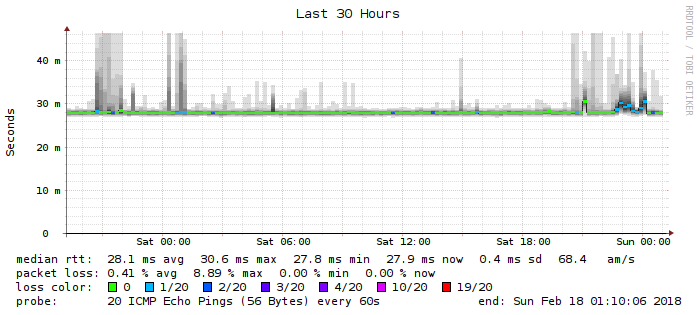 Last 30 Hours
RRDTOOL / TOBI OETIKER
Seconds
40 m
30 m
20 m
10 m
0
Sat 00:00 Sat 06:00 Sat 12:00 Sat 18:00 Sun 00:00
median rtt: 28.1 ms avg 30.6 ms max 27.8 ms min 27.9 ms now 0.4 ms sd 68.4 am/s
packet loss: 0.41 % avg 8.89 % max 0.00 % min 0.00 % now
loss color: 0 1/20 2/20 3/20 4/20 10/20 19/20
probe: 20 ICMP Echo Pings (56 Bytes) every 60s end: Sun Feb 18 01:10:06 2018